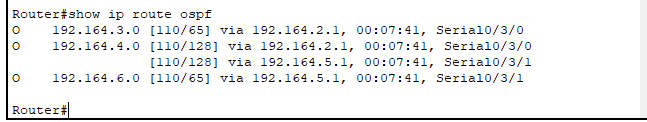 Router#show ip route ospf
O    192.164.3.0 [110/65] via 192.164.2.1, 00:07:41, Serial0/3/0
O    192.164.4.0 [110/128] via 192.164.2.1, 00:07:41, Serial0/3/0
                 [110/128] via 192.164.5.1, 00:07:41, Serial0/3/1
O    192.164.6.0 [110/65] via 192.164.5.1, 00:07:41, Serial0/3/1
Router#